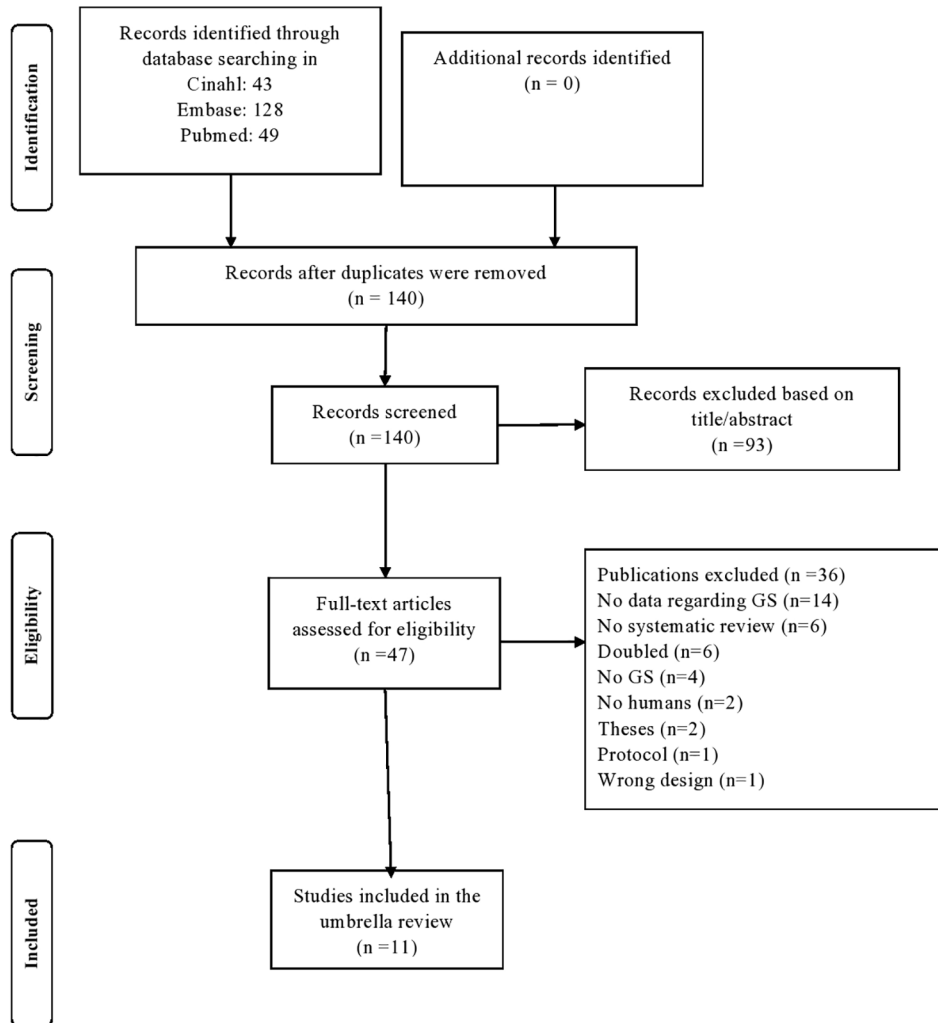 Identification
Records identified through
database searching in
Cinahl: 43
Embase: 128
Pubmed: 49
Additional records identified
(n = 0)
Screening
Records after duplicates were removed
(n = 140)
Records screened
(n =140)
Records excluded based on
title/abstract
(n =93)
Eligibility
Full-text articles
assessed for eligibility
(n =47)
Publications excluded (n =36)
No data regarding GS (n=14)
No systematic review (n=6)
Doubled (n=6)
No GS (n=4)
No humans (n=2)
Theses (n=2)
Protocol (n=1)
Wrong design (n=1)
Included
Studies included in the
umbrella review
(n =11)